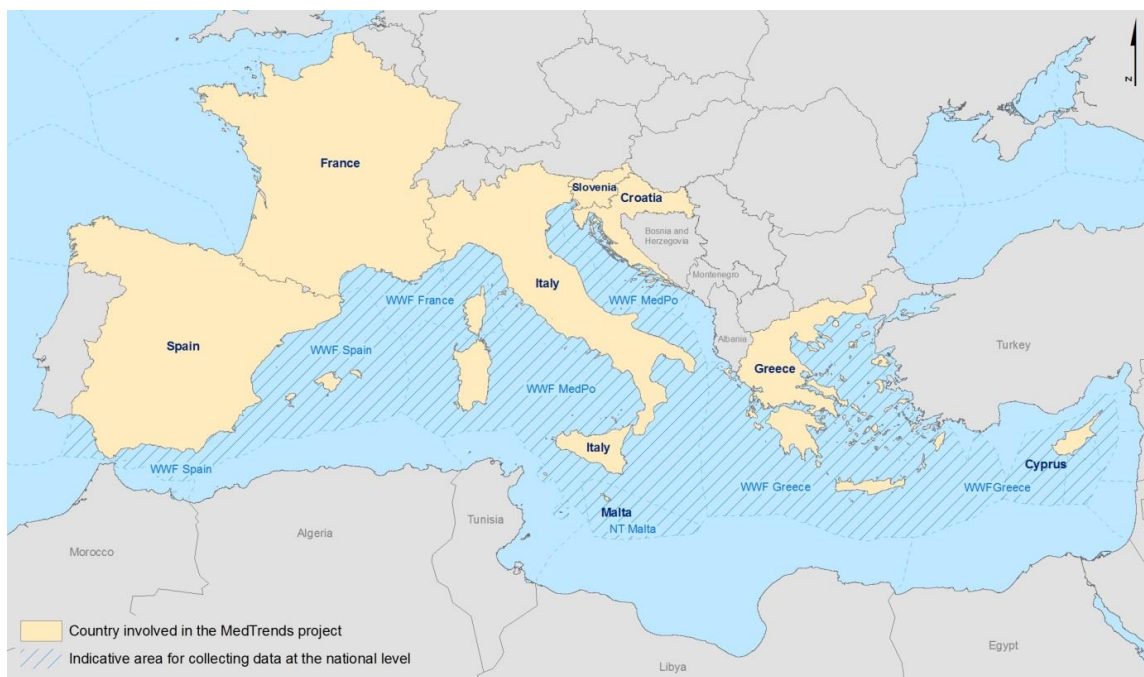 N
France
Slovenia
Croatia
Bosnia and
Herzegovina
Montenegro
Italy
WWF France
WWF MedPo
Albania
Spain
WWF Spain
Turkey
Greece
WWF MedPo
Italy
Cyprus
WWF Spain
WWF Greece
WWFGreece
Malta
NT Malta
Tunisia
Algeria
Morocco
Country involved in the MedTrends project
Indicative area for collecting data at the national level
Libya
Egypt